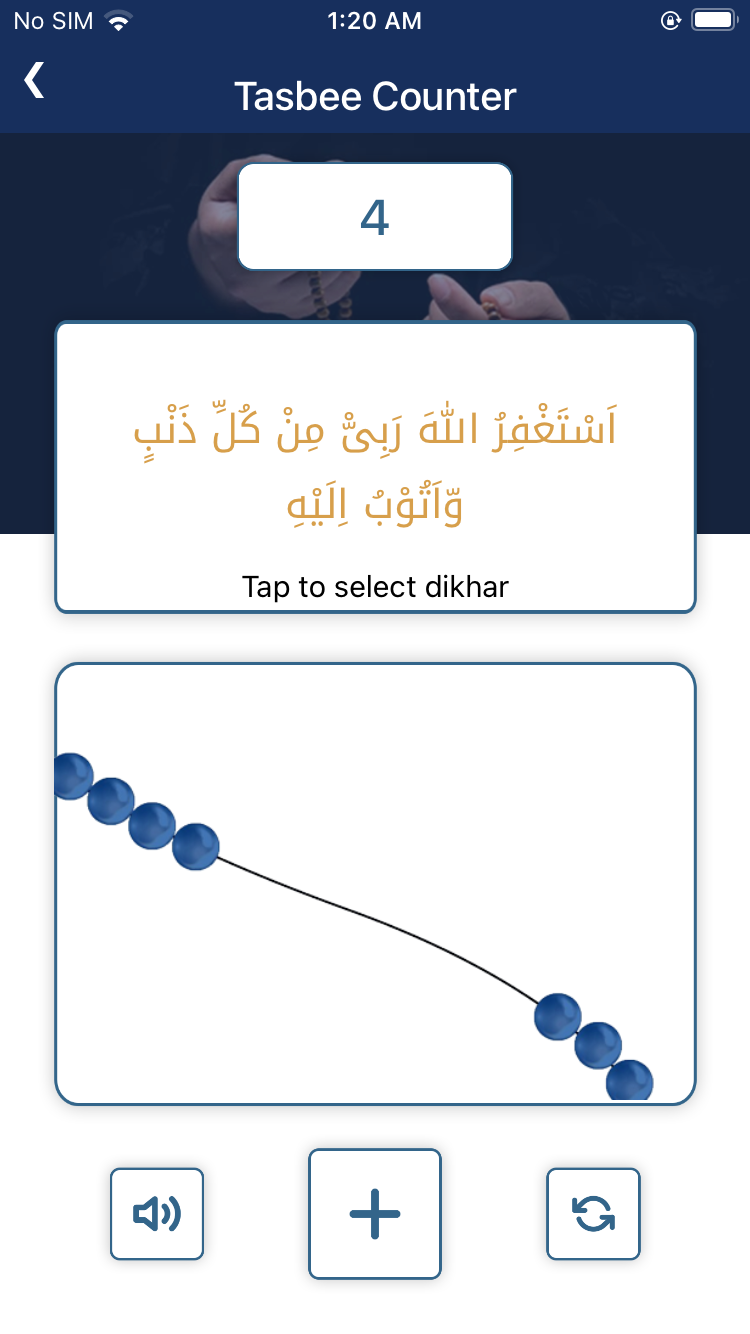 No SIM 1:20 AM
Tasbee Counter
4
اَسْتَغْفِرُ اللّٰهَ رَبِىْ مِنْ كُلِّ ذَنْۢبٍ
وَّاَتُوْبُ اِلَيْهِ
Tap to select dikhar